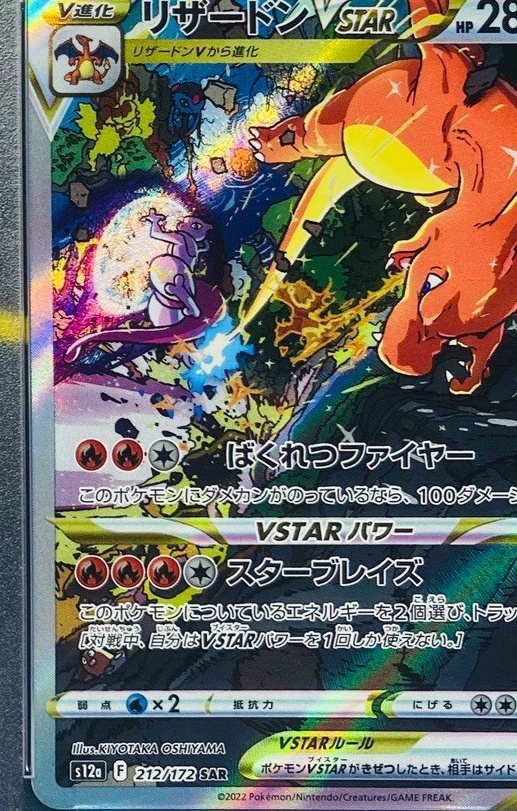 V進化
リザードンVSTAR
HP 28
リザードンVから進化
ばくれつファイヤー
このポケモンにダメカンがのっているなら、100ダメージ
VSTARパワー
スターブレイズ
このポケモンについているエネルギーを2個選び、トラッ
[対戦中、自分はVSTARパワーを1回しか使えない。]
弱点 ×2 抵抗力 にげる
VSTARルール
ポケモンVSTARがきぜつしたとき、相手はサイド
Illus. KIYOTAKA OSHIYAMA
s12a F 212/172 SAR
©2022 Pokémon/Nintendo/Creatures/GAME FREAK.